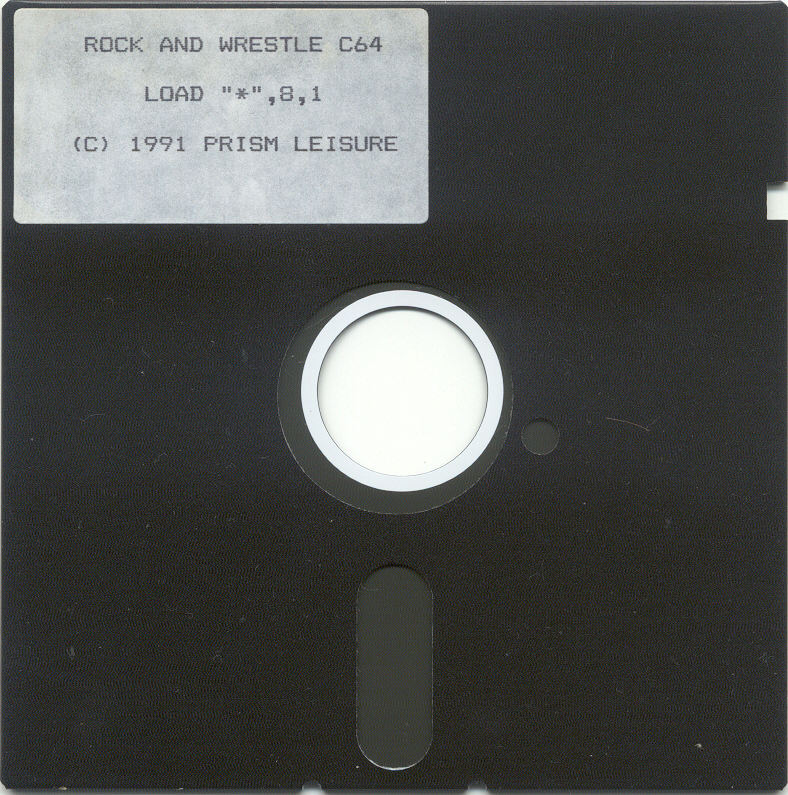 ROCK AND WRESTLE C64
LOAD "*",8,1
(C) 1991 PRISM LEISURE